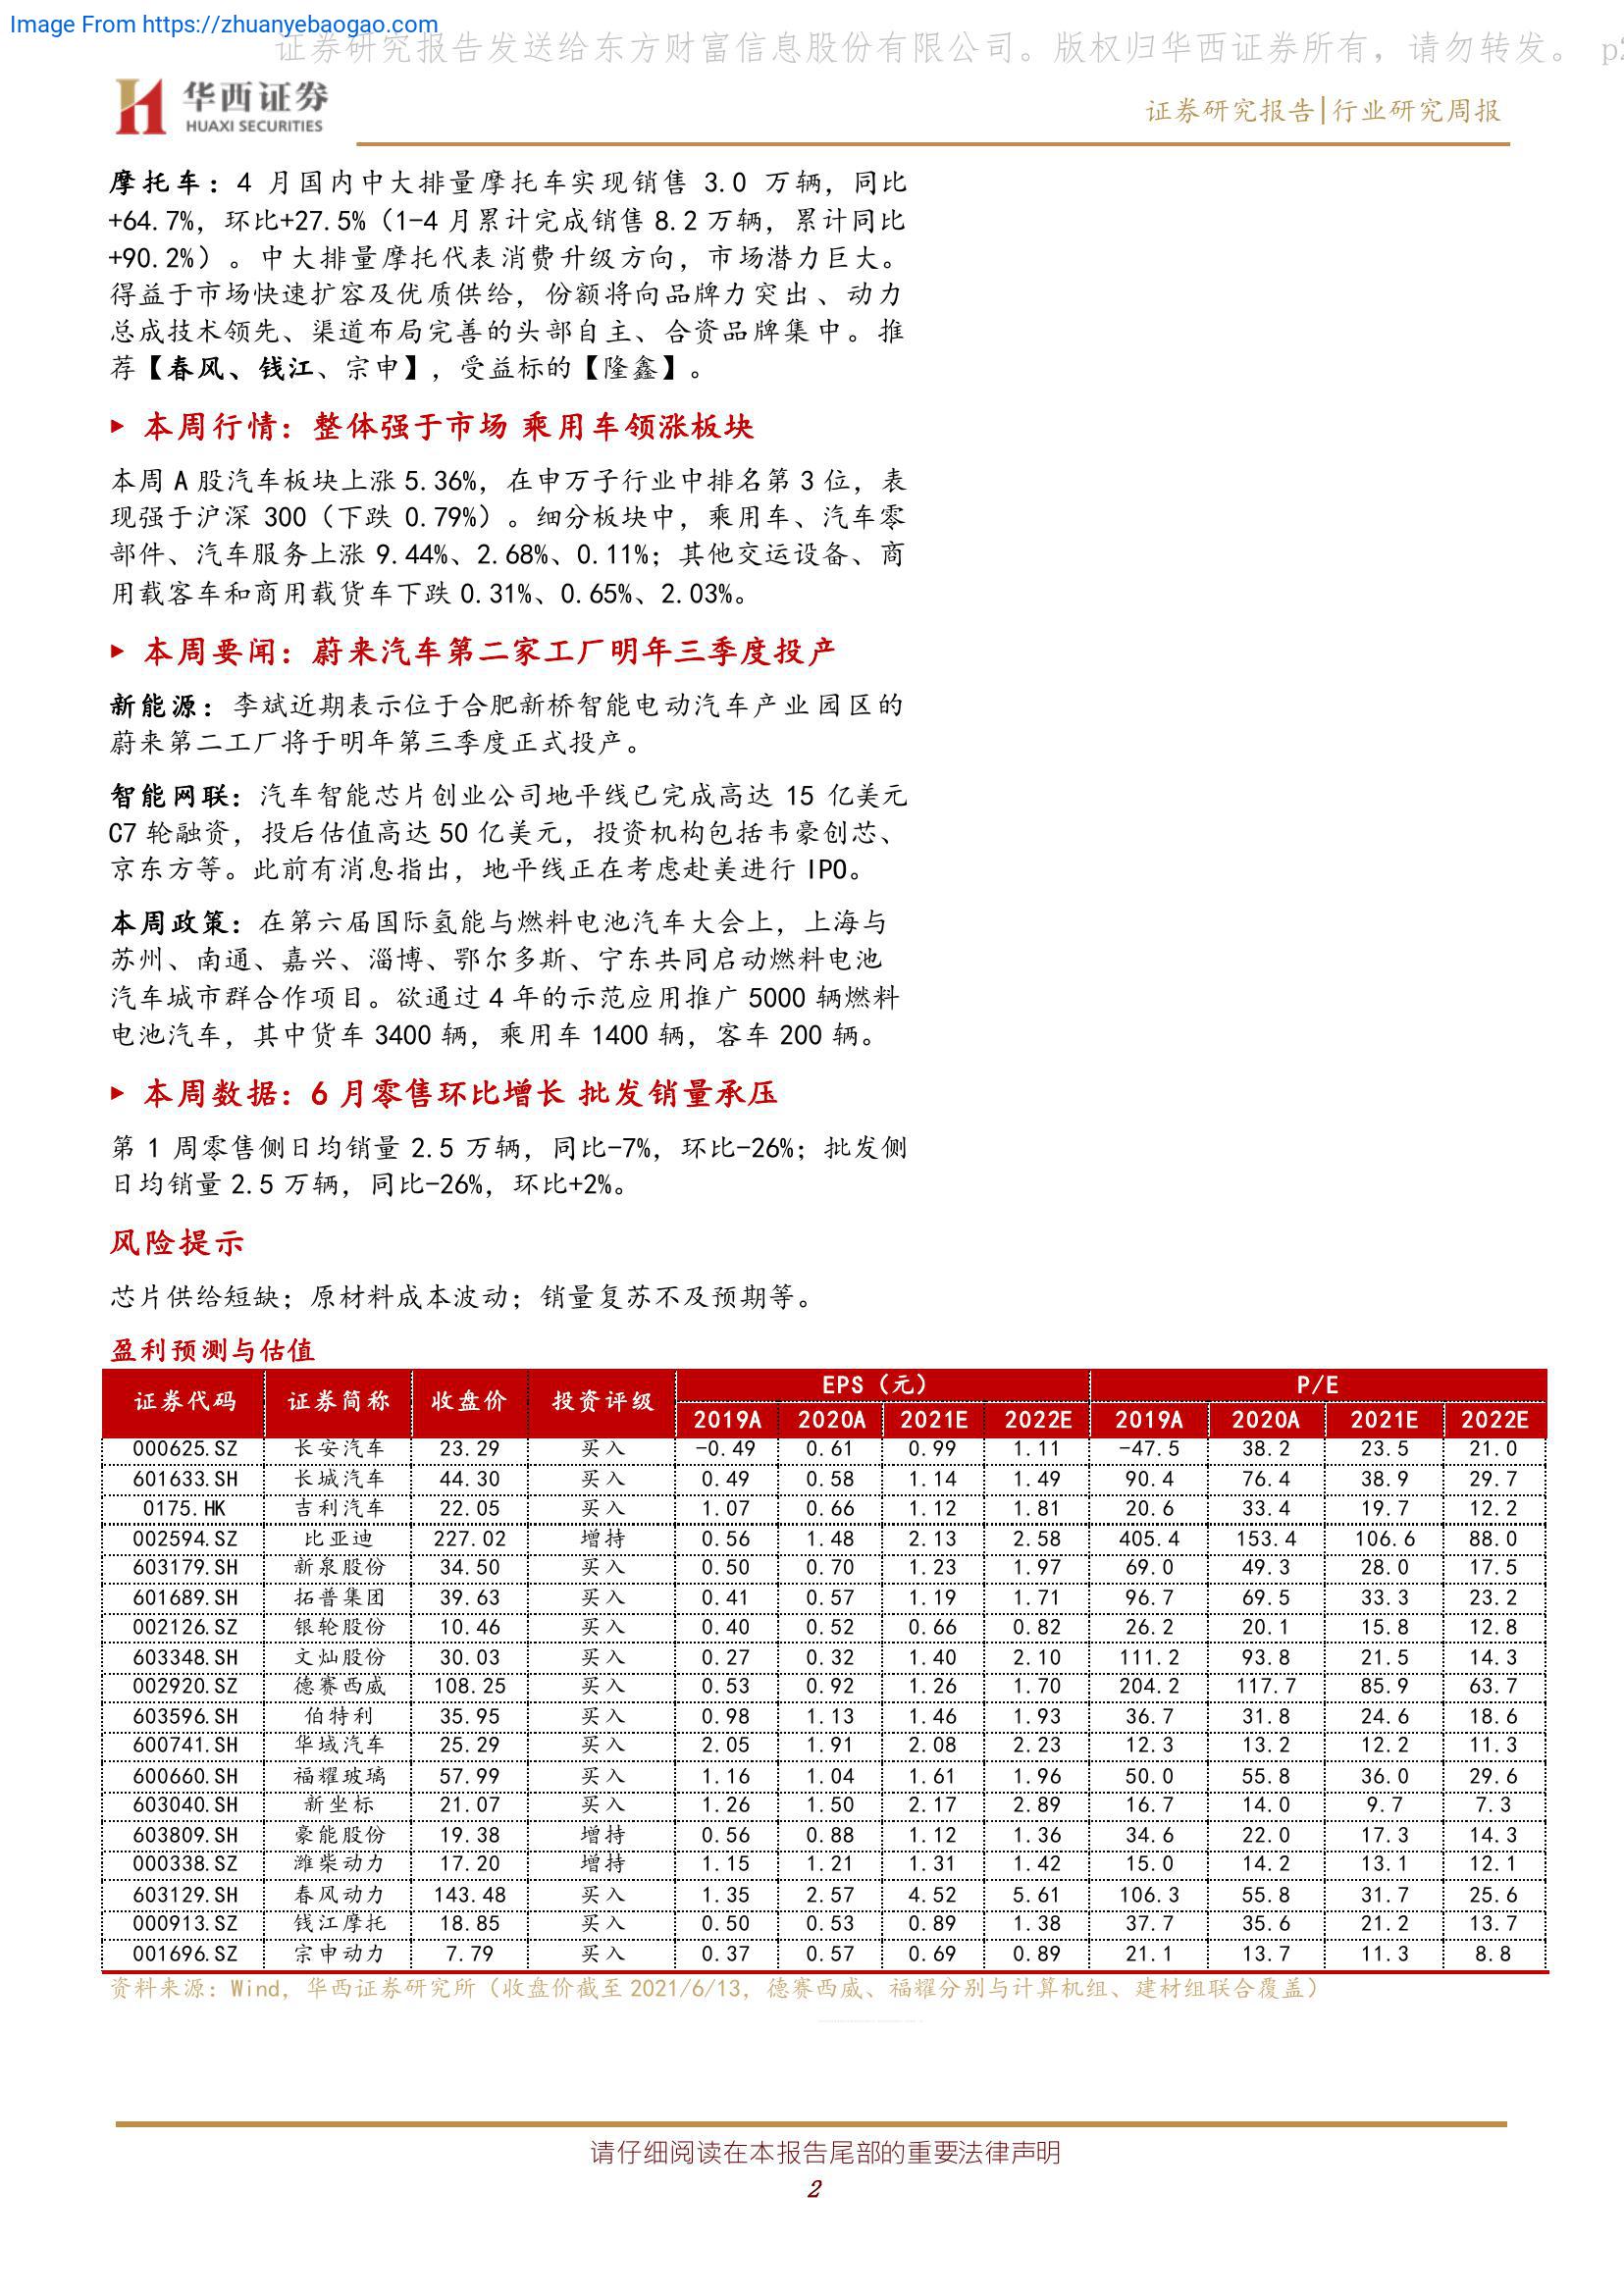 Image From https://zhuanyebaogao.com
证券研究报告发送给东方财富信息股份有限公司。版权归华西证券所有，请勿转发。 p2
华西证券
HUAXI SECURITIES
证券研究报告|行业研究周报
摩托车：4 月国内中大排量摩托车实现销售 3.0 万辆，同比
+64.7%，环比+27.5%（1-4 月累计完成销售 8.2 万辆，累计同比
+90.2%）。中大排量摩托代表消费升级方向，市场潜力巨大。
得益于市场快速扩容及优质供给，份额将向品牌力突出、动力
总成技术领先、渠道布局完善的头部自主、合资品牌集中。推
荐【春风、钱江、宗申】，受益标的【隆鑫】。
▶ 本周行情：整体强于市场 乘用车领涨板块
本周 A 股汽车板块上涨 5.36%，在申万子行业中排名第 3 位，表
现强于沪深 300（下跌 0.79%）。细分板块中，乘用车、汽车零
部件、汽车服务上涨 9.44%、2.68%、0.11%；其他交运设备、商
用载客车和商用载货车下跌 0.31%、0.65%、2.03%。
▶ 本周要闻：蔚来汽车第二家工厂明年三季度投产
新能源：李斌近期表示位于合肥新桥智能电动汽车产业园区的
蔚来第二工厂将于明年第三季度正式投产。
智能网联：汽车智能芯片创业公司地平线已完成高达 15 亿美元
C7 轮融资，投后估值高达 50 亿美元，投资机构包括韦豪创芯、
京东方等。此前有消息指出，地平线正在考虑赴美进行 IPO。
本周政策：在第六届国际氢能与燃料电池汽车大会上，上海与
苏州、南通、嘉兴、淄博、鄂尔多斯、宁东共同启动燃料电池
汽车城市群合作项目。欲通过 4 年的示范应用推广 5000 辆燃料
电池汽车，其中货车 3400 辆，乘用车 1400 辆，客车 200 辆。
▶ 本周数据：6 月零售环比增长 批发销量承压
第 1 周零售侧日均销量 2.5 万辆，同比-7%，环比-26%；批发侧
日均销量 2.5 万辆，同比-26%，环比+2%。
风险提示
芯片供给短缺；原材料成本波动；销量复苏不及预期等。
盈利预测与估值
证券代码 证券简称 收盘价 投资评级 EPS（元） P/E
2019A 2020A 2021E 2022E 2019A 2020A 2021E 2022E
000625.SZ 长安汽车 23.29 买入 -0.49 0.61 0.99 1.11 -47.5 38.2 23.5 21.0
601633.SH 长城汽车 44.30 买入 0.49 0.58 1.14 1.49 90.4 76.4 38.9 29.7
0175.HK 吉利汽车 22.05 买入 1.07 0.66 1.12 1.81 20.6 33.4 19.7 12.2
002594.SZ 比亚迪 227.02 增持 0.56 1.48 2.13 2.58 405.4 153.4 106.6 88.0
603179.SH 新泉股份 34.50 买入 0.50 0.70 1.23 1.97 69.0 49.3 28.0 17.5
601689.SH 拓普集团 39.63 买入 0.41 0.57 1.19 1.71 96.7 69.5 33.3 23.2
002126.SZ 银轮股份 10.46 买入 0.40 0.52 0.66 0.82 26.2 20.1 15.8 12.8
603348.SH 文灿股份 30.03 买入 0.27 0.32 1.40 2.10 111.2 93.8 21.5 14.3
002920.SZ 德赛西威 108.25 买入 0.53 0.92 1.26 1.70 204.2 117.7 85.9 63.7
603596.SH 伯特利 35.95 买入 0.98 1.13 1.46 1.93 36.7 31.8 24.6 18.6
600741.SH 华域汽车 25.29 买入 2.05 1.91 2.08 2.23 12.3 13.2 12.2 11.3
600660.SH 福耀玻璃 57.99 买入 1.16 1.04 1.61 1.96 50.0 55.8 36.0 29.6
603040.SH 新坐标 21.07 买入 1.26 1.50 2.17 2.89 16.7 14.0 9.7 7.3
603809.SH 豪能股份 19.38 增持 0.56 0.88 1.12 1.36 34.6 22.0 17.3 14.3
000338.SZ 潍柴动力 17.20 增持 1.15 1.21 1.31 1.42 15.0 14.2 13.1 12.1
603129.SH 春风动力 143.48 买入 1.35 2.57 4.52 5.61 106.3 55.8 31.7 25.6
000913.SZ 钱江摩托 18.85 买入 0.50 0.53 0.89 1.38 37.7 35.6 21.2 13.7
001696.SZ 宗申动力 7.79 买入 0.37 0.57 0.69 0.89 21.1 13.7 11.3 8.8
资料来源：Wind，华西证券研究所（收盘价截至 2021/6/13，德赛西威、福耀分别与计算机组、建材组联合覆盖）
请仔细阅读在本报告尾部的重要法律声明
2